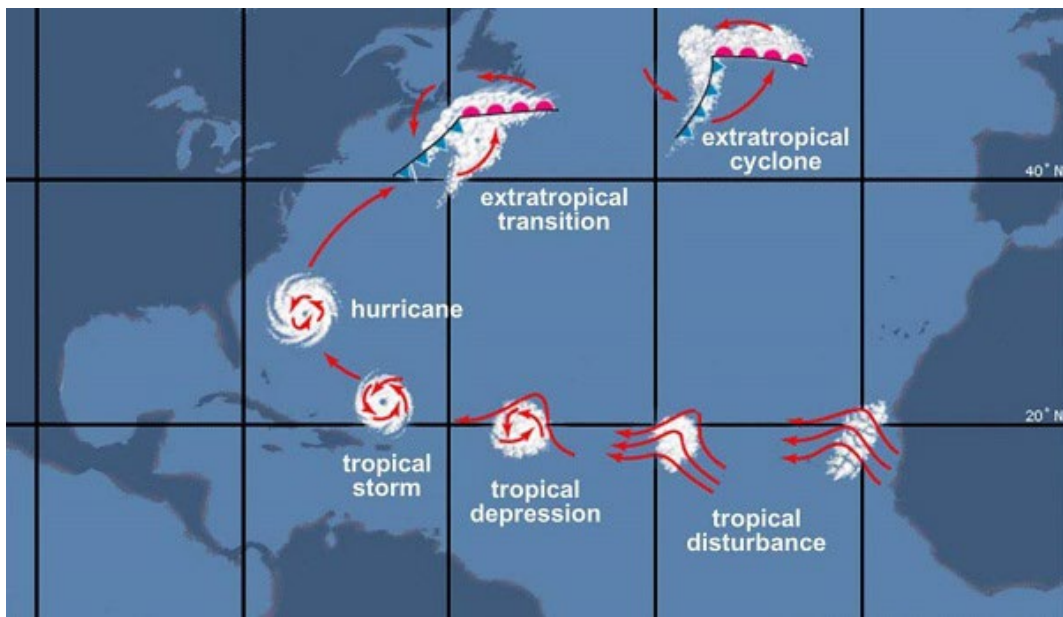 extratropical
cyclone
40° N
extratropical
transition
hurricane
20° N
tropical
storm
tropical
depression
tropical
disturbance